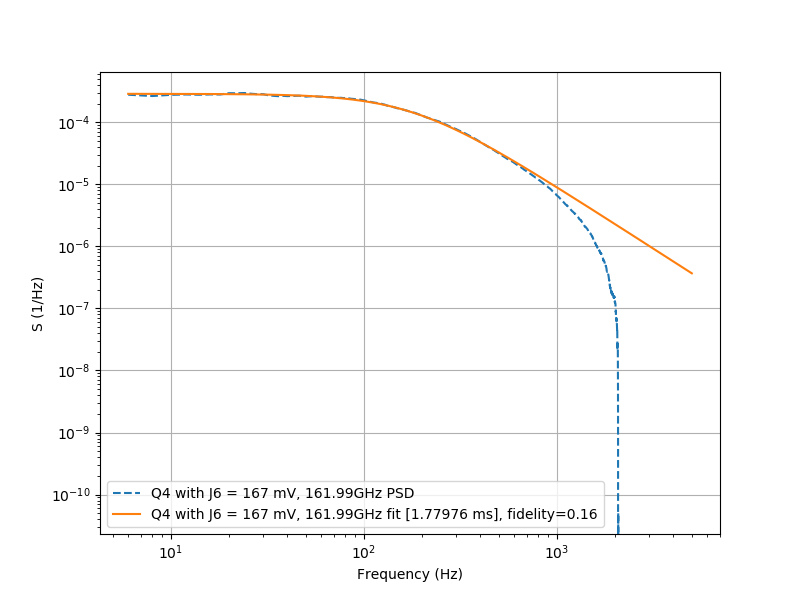 10⁻⁴
10⁻⁵
10⁻⁶
10⁻⁷
10⁻⁸
10⁻⁹
10⁻¹⁰
S (1/Hz)
Q4 with J6 = 167 mV, 161.99GHz PSD
Q4 with J6 = 167 mV, 161.99GHz fit [1.77976 ms], fidelity=0.16
10¹ 10² 10³
Frequency (Hz)